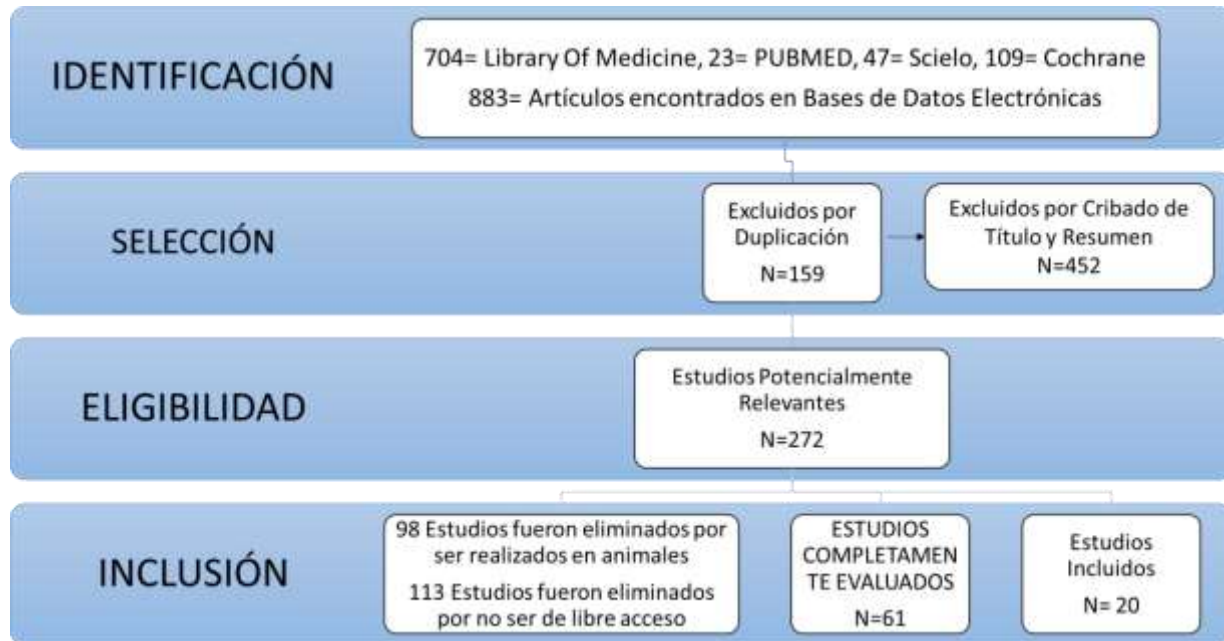 IDENTIFICACIÓN
704= Library Of Medicine, 23= PUBMED, 47= Scielo, 109= Cochrane
883= Artículos encontrados en Bases de Datos Electrónicas
SELECCIÓN
Excluidos por
Duplicación
N=159
Excluidos por Cribado de
Título y Resumen
N=452
ELIGIBILIDAD
Estudios Potencialmente
Relevantes
N=272
INCLUSIÓN
98 Estudios fueron eliminados por
ser realizados en animales
113 Estudios fueron eliminados
por no ser de libre acceso
ESTUDIOS
COMPLETAMEN
TE EVALUADOS
N=61
Estudios
Incluidos
N= 20